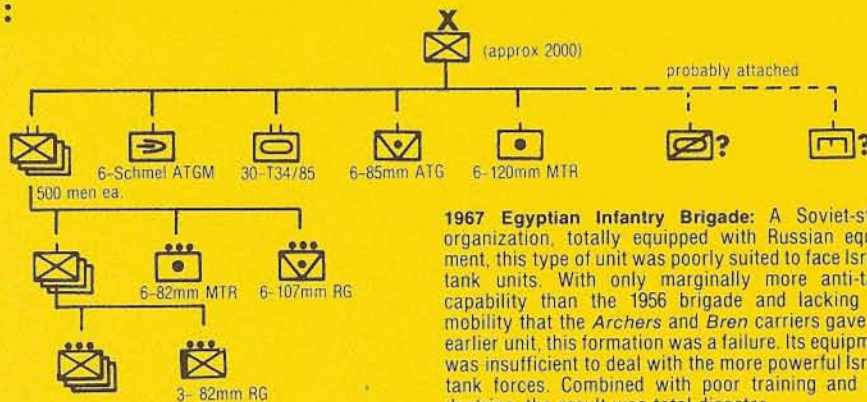 :
X
(approx 2000)
probably attached
? ?
6-Schmel ATGM 30-T34/85 6-85mm ATG 6-120mm MTR
500 men ea.
6-82mm MTR 6-107mm RG
3- 82mm RG
1967 Egyptian Infantry Brigade: A Soviet-st
organization, totally equipped with Russian equ
ment, this type of unit was poorly suited to face Isr
tank units. With only marginally more anti-t
capability than the 1956 brigade and lacking
mobility that the Archers and Bren carriers gave
earlier unit, this formation was a failure. Its equipm
was insufficient to deal with the more powerful Isr
tank forces. Combined with poor training and
the result was total disaster